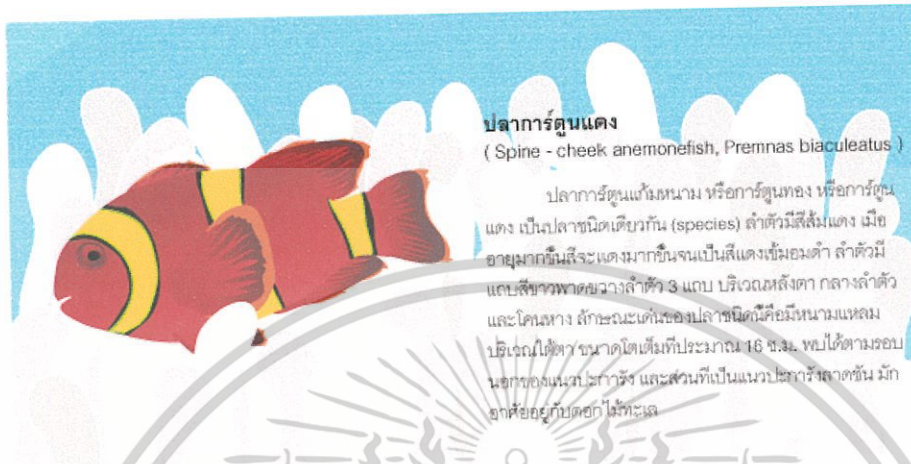 ปลาการ์ตูนแดง
( Spine - cheek anemonefish, Premnas biaculeatus )
ปลาการ์ตูนแก้มหนาม หรือการ์ตูนทอง หรือการ์ตูน
แดง เป็นปลาชนิดเดียวกัน (species) ลำตัวมีสีส้มแดง เมื่อ
อายุมากขึ้นสีจะแดงมากขึ้นจนเป็นสีแดงเข้มอมดำ ลำตัวมี
แถบสีขาวพาดขวางลำตัว 3 แถบ บริเวณหลังตา กลางลำตัว
และโคนหาง ลักษณะเด่นของปลาชนิดนี้คือมีหนามแหลม
บริเวณใต้ตา ขนาดโตเต็มที่ประมาณ 16 ซ.ม. พบได้ตามรอบ
นอกของแนวปะการัง และส่วนที่เป็นแนวปะการังลาดชัน มัก
อาศัยอยู่กับดอกไม้ทะเล